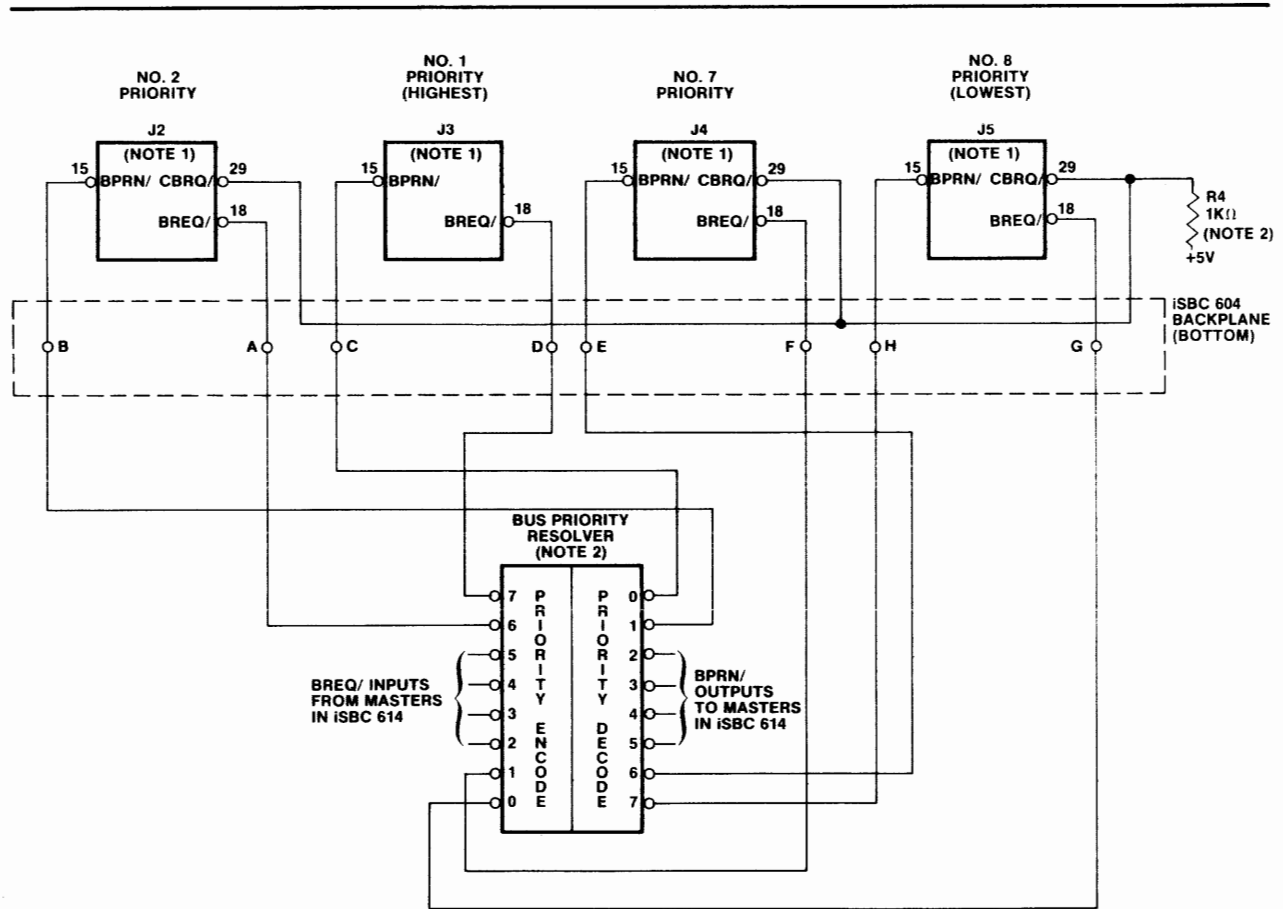 NO. 2
PRIORITY
NO. 1
PRIORITY
(HIGHEST)
NO. 7
PRIORITY
NO. 8
PRIORITY
(LOWEST)
J2
(NOTE 1)
15
BPRN/ CBRQ/
29
BREQ/
18
J3
(NOTE 1)
15
BPRN/
BREQ/
18
J4
(NOTE 1)
15
BPRN/ CBRQ/
29
BREQ/
18
J5
(NOTE 1)
15
BPRN/ CBRQ/
29
BREQ/
18
R4
1KΩ
(NOTE 2)
+5V
iSBC 604
BACKPLANE
(BOTTOM)
B
A
C
D
E
F
H
G
BUS PRIORITY
RESOLVER
(NOTE 2)
7
6
5
4
3
2
1
0
PRIORITY ENCODE
PRIORITY DECODE
0
1
2
3
4
5
6
7
BREQ/ INPUTS
FROM MASTERS
IN iSBC 614
BPRN/
OUTPUTS
TO MASTERS
IN iSBC 614